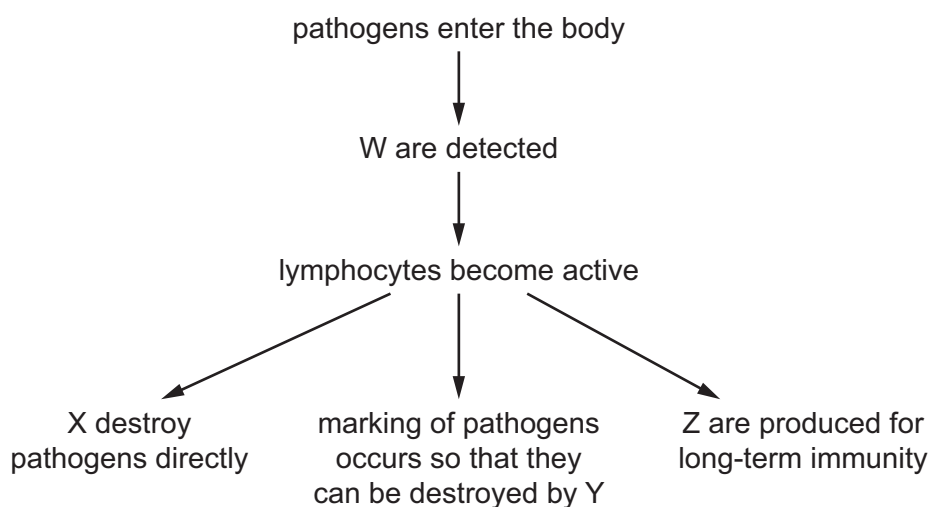 pathogens enter the body
W are detected
lymphocytes become active
X destroy
pathogens directly
marking of pathogens
occurs so that they
can be destroyed by Y
Z are produced for
long-term immunity